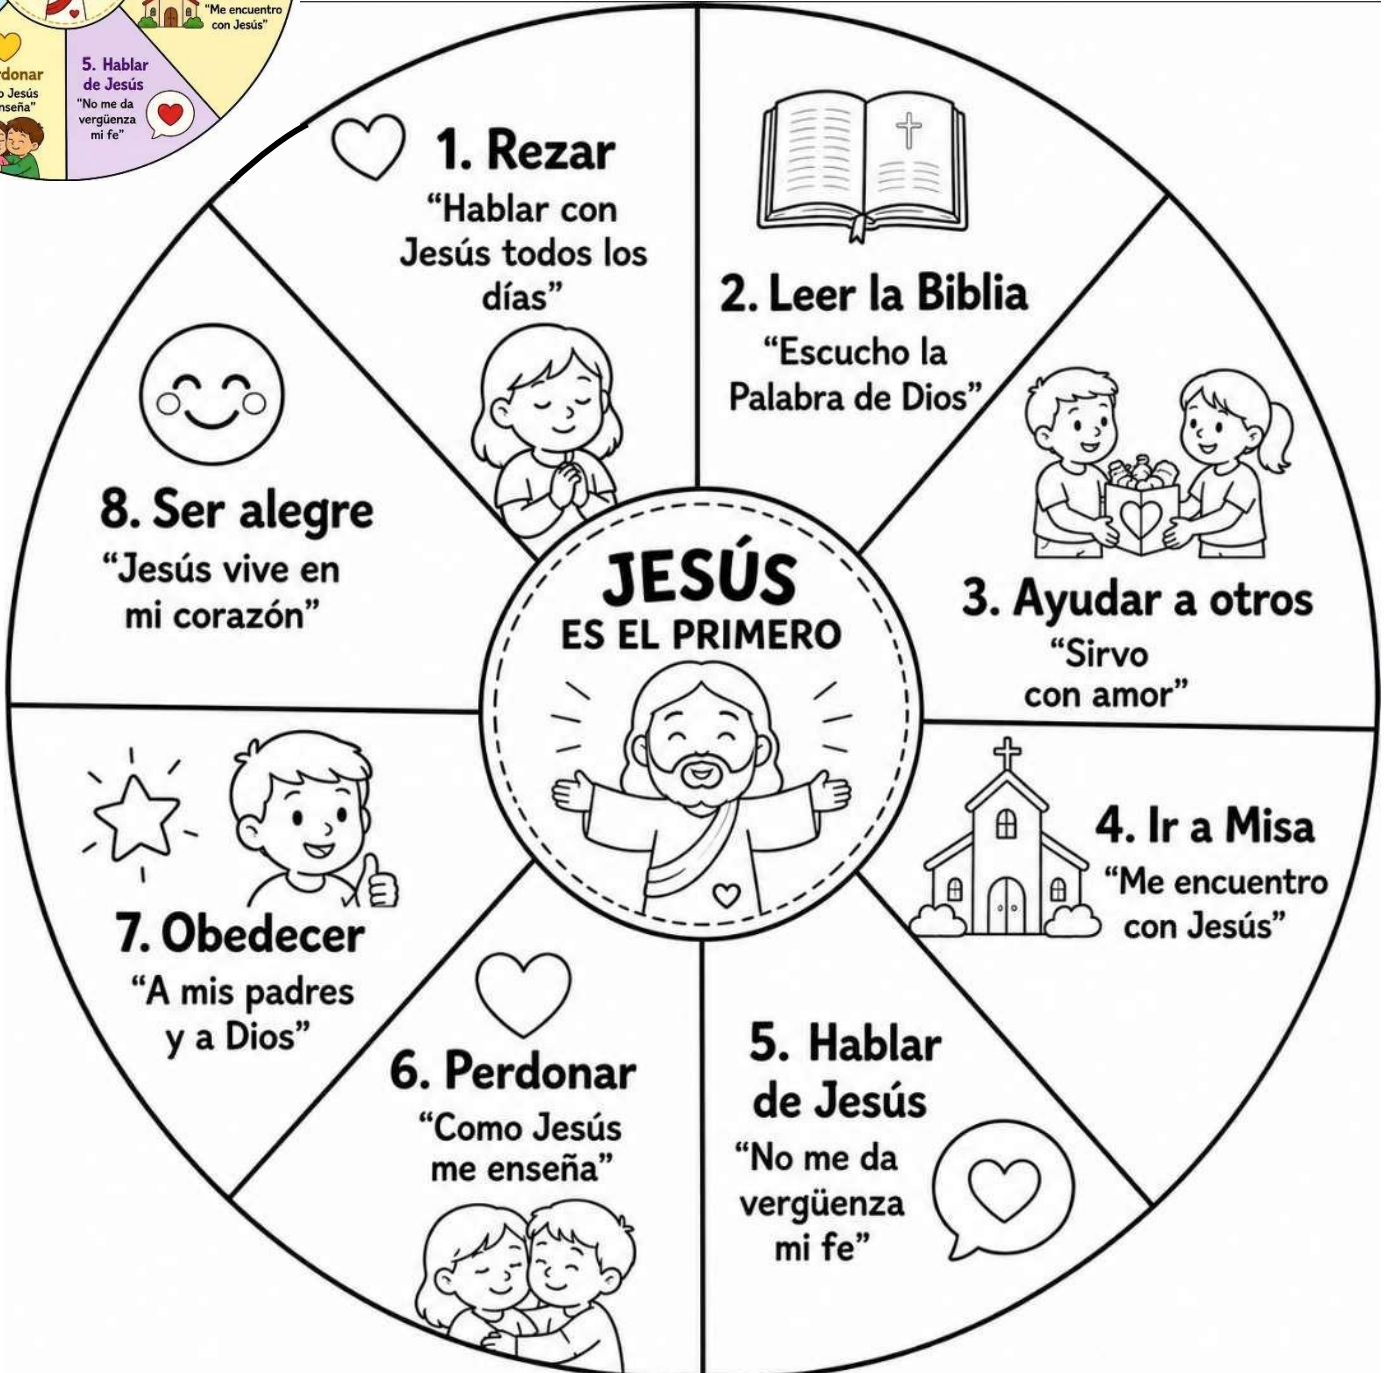 "Me encuentro
con Jesús"
5. Hablar
de Jesús
"No me da
vergüenza
mi fe"
1. Rezar
“Hablar con
Jesús todos los
días”
2. Leer la Biblia
“Escucho la
Palabra de Dios”
3. Ayudar a otros
“Sirvo
con amor”
4. Ir a Misa
“Me encuentro
con Jesús”
5. Hablar
de Jesús
“No me da
vergüenza
mi fe”
6. Perdonar
“Como Jesús
me enseña”
7. Obedecer
“A mis padres
y a Dios”
8. Ser alegre
“Jesús vive en
mi corazón”
JESÚS
ES EL PRIMERO